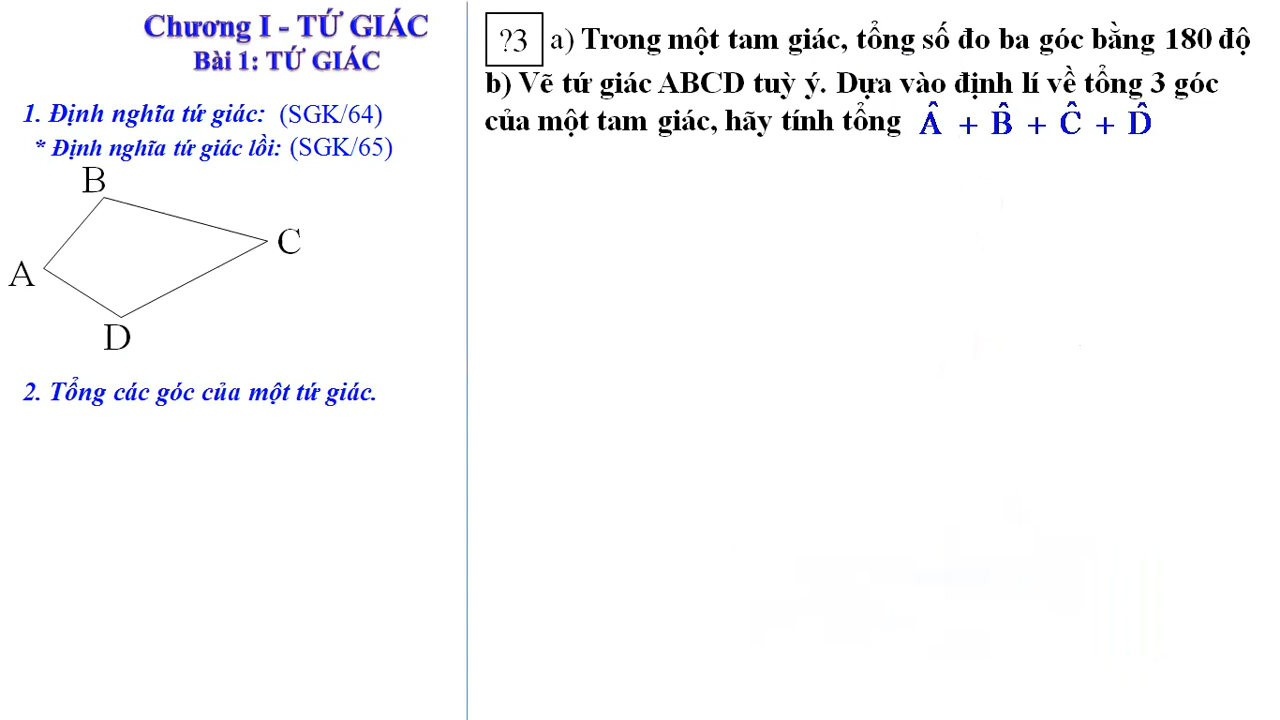 Chương I - TỨ GIÁC
Bài 1: TỨ GIÁC
1. Định nghĩa tứ giác: (SGK/64)
* Định nghĩa tứ giác lồi: (SGK/65)
B
C
A
D
2. Tổng các góc của một tứ giác.
?3 a) Trong một tam giác, tổng số đo ba góc bằng 180 độ
b) Vẽ tứ giác ABCD tuỳ ý. Dựa vào định lí về tổng 3 góc
của một tam giác, hãy tính tổng Â + B̂ + Ĉ + D̂